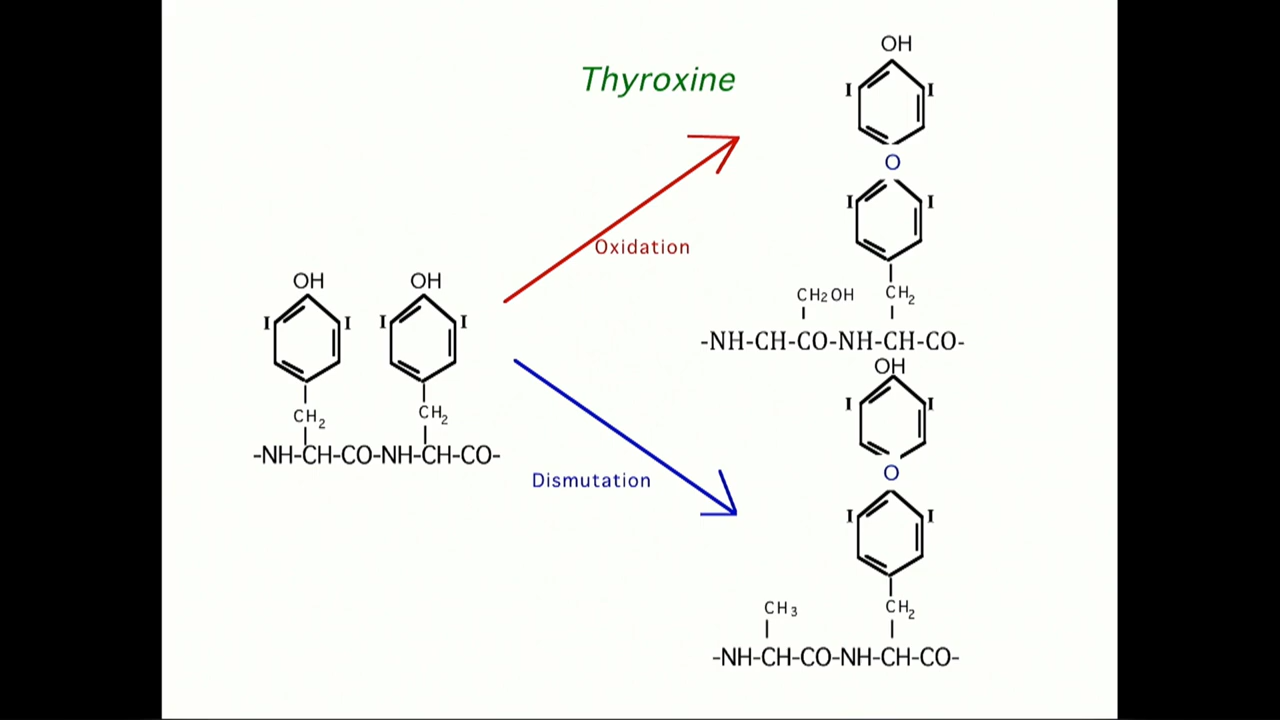 Thyroxine
OH
I I
O
I I
Oxidation
CH2OH CH2
-NH-CH-CO-NH-CH-CO-
OH OH
I I I I
CH2 CH2
-NH-CH-CO-NH-CH-CO-
OH
I I
O
Dismutation
I I
CH3 CH2
-NH-CH-CO-NH-CH-CO-